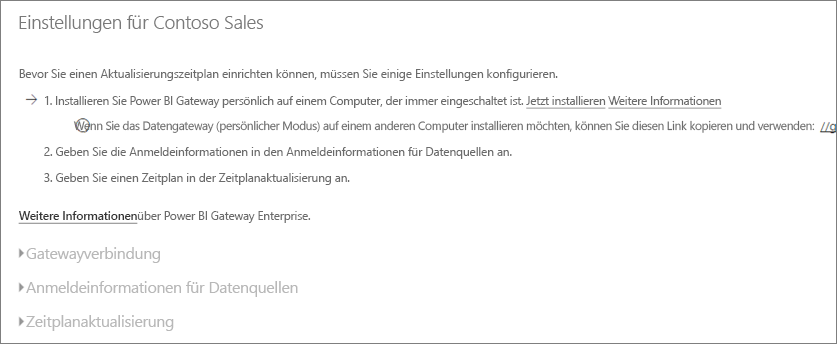 Einstellungen für Contoso Sales
Bevor Sie einen Aktualisierungszeitplan einrichten können, müssen Sie einige Einstellungen konfigurieren.
1. Installieren Sie Power BI Gateway persönlich auf einem Computer, der immer eingeschaltet ist. Jetzt installieren Weitere Informationen
Wenn Sie das Datengateway (persönlicher Modus) auf einem anderen Computer installieren möchten, können Sie diesen Link kopieren und verwenden: //g
2. Geben Sie die Anmeldeinformationen in den Anmeldeinformationen für Datenquellen an.
3. Geben Sie einen Zeitplan in der Zeitplanaktualisierung an.
Weitere Informationenüber Power BI Gateway Enterprise.
Gatewayverbindung
Anmeldeinformationen für Datenquellen
Zeitplanaktualisierung